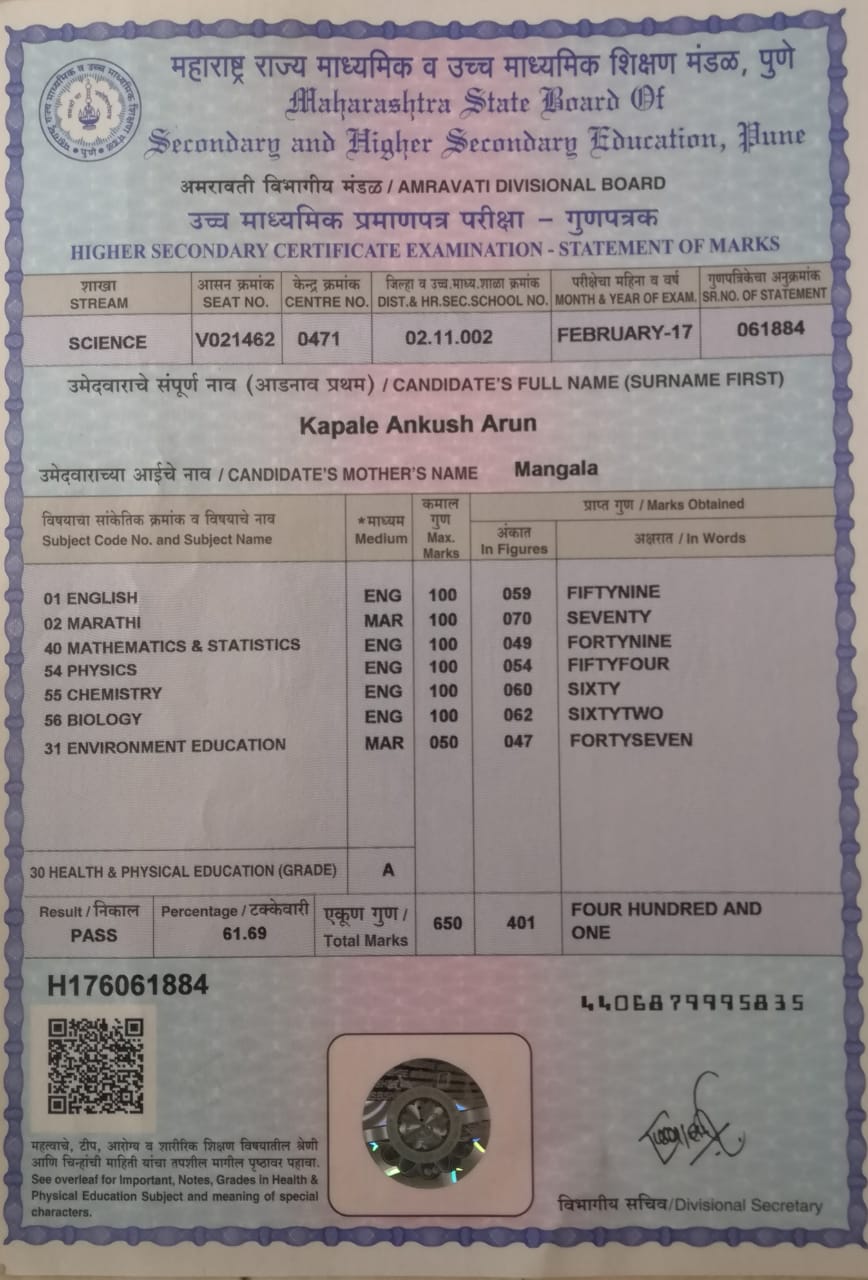 महाराष्ट्र राज्य माध्यमिक व उच्च माध्यमिक शिक्षण मंडळ, पुणे
Maharashtra State Board Of
Secondary and Higher Secondary Education, Pune
अमरावती विभागीय मंडळ / AMRAVATI DIVISIONAL BOARD
उच्च माध्यमिक प्रमाणपत्र परीक्षा – गुणपत्रक
HIGHER SECONDARY CERTIFICATE EXAMINATION - STATEMENT OF MARKS
शाखा आसन क्रमांक केन्द्र क्रमांक जिल्हा व उच्च.माध्य.शाळा क्रमांक परीक्षेचा महिना व वर्ष गुणपत्रिकेचा अनुक्रमांक
STREAM SEAT NO. CENTRE NO. DIST.& HR.SEC.SCHOOL NO. MONTH & YEAR OF EXAM. SR.NO. OF STATEMENT
SCIENCE V021462 0471 02.11.002 FEBRUARY-17 061884
उमेदवाराचे संपूर्ण नाव (आडनाव प्रथम) / CANDIDATE'S FULL NAME (SURNAME FIRST)
Kapale Ankush Arun
उमेदवाराच्या आईचे नाव / CANDIDATE'S MOTHER'S NAME Mangala
विषयाचा सांकेतिक क्रमांक व विषयाचे नाव
Subject Code No. and Subject Name
*माध्यम
Medium
कमाल
गुण
Max.
Marks
प्राप्त गुण / Marks Obtained
अंकात
In Figures
अक्षरात / In Words
01 ENGLISH ENG 100 059 FIFTYNINE
02 MARATHI MAR 100 070 SEVENTY
40 MATHEMATICS & STATISTICS ENG 100 049 FORTYNINE
54 PHYSICS ENG 100 054 FIFTYFOUR
55 CHEMISTRY ENG 100 060 SIXTY
56 BIOLOGY ENG 100 062 SIXTYTWO
31 ENVIRONMENT EDUCATION MAR 050 047 FORTYSEVEN
30 HEALTH & PHYSICAL EDUCATION (GRADE) A
Result / निकाल
PASS
Percentage / टक्केवारी
61.69
एकूण गुण /
Total Marks
650 401
FOUR HUNDRED AND
ONE
H176061884
4406879995835
महत्वाचे, टीप, आरोग्य व शारीरिक शिक्षण विषयातील श्रेणी
आणि चिन्हांची माहिती यांचा तपशील मागील पृष्ठावर पहावा.
See overleaf for Important, Notes, Grades in Health &
Physical Education Subject and meaning of special
characters.
विभागीय सचिव/Divisional Secretary